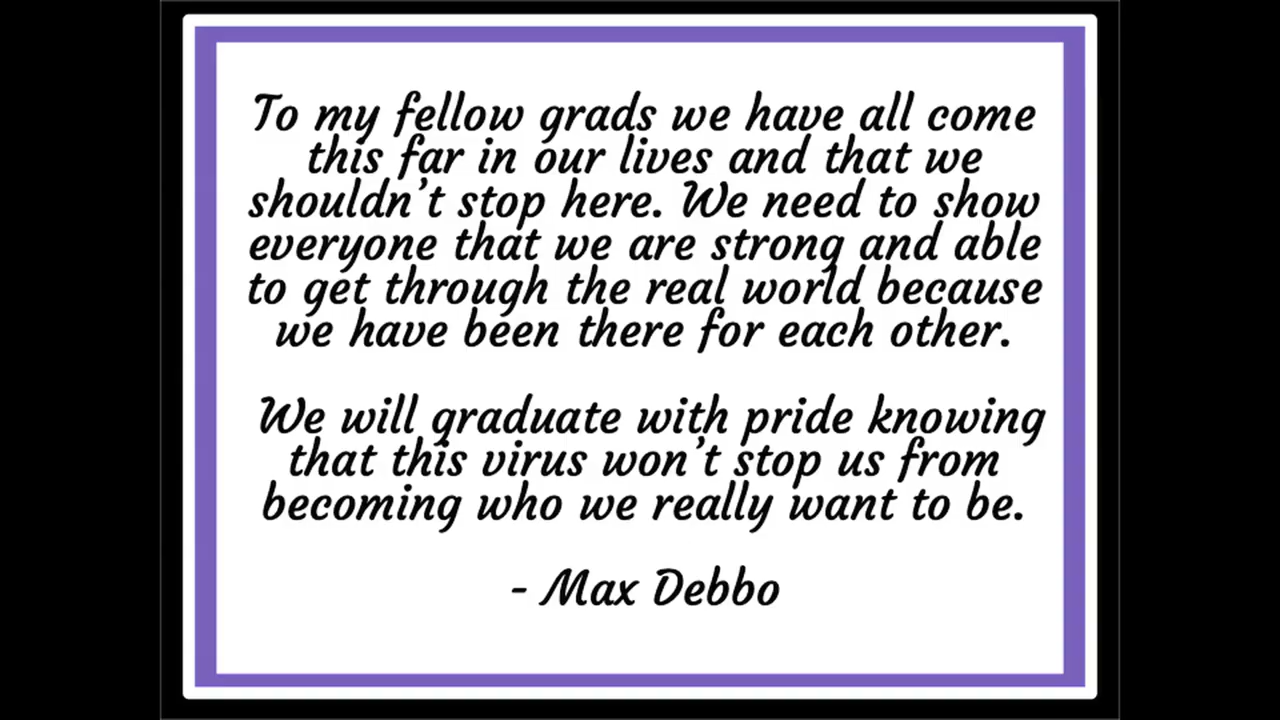 To my fellow grads we have all come
this far in our lives and that we
shouldn't stop here. We need to show
everyone that we are strong and able
to get through the real world because
we have been there for each other.
We will graduate with pride knowing
that this virus won't stop us from
becoming who we really want to be.
- Max Debbo